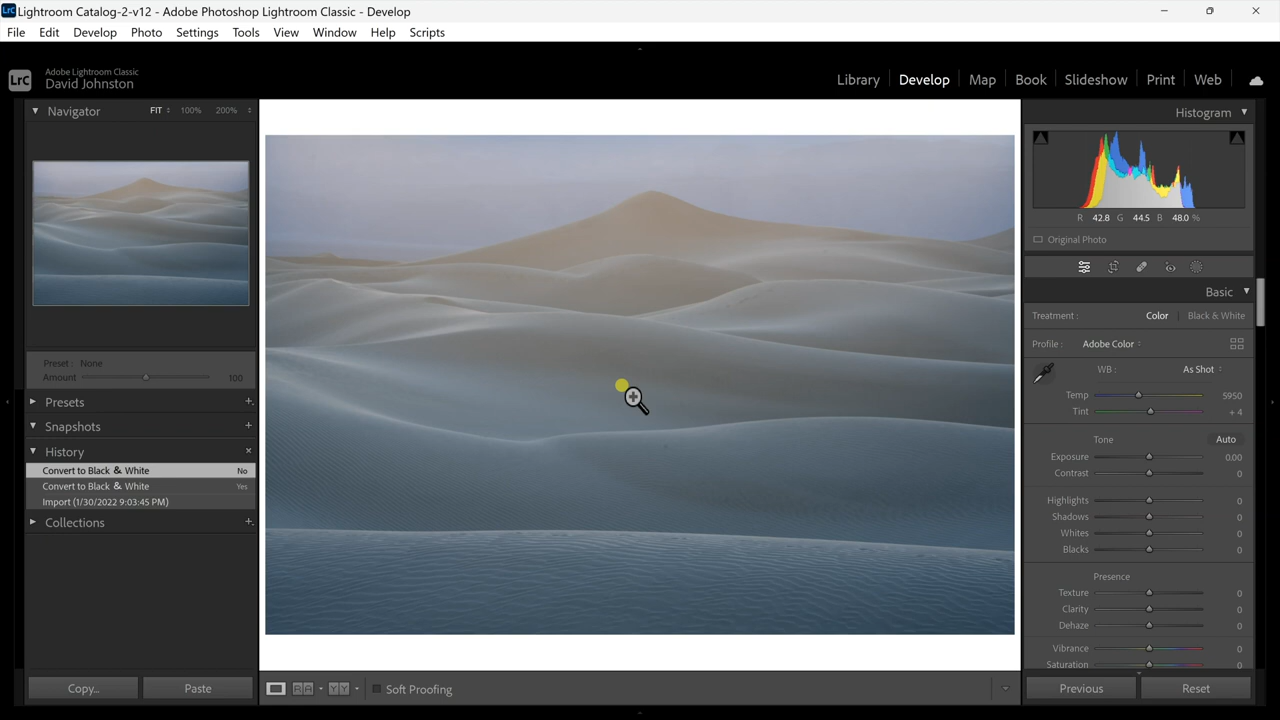 Lightroom Catalog-2-v12 - Adobe Photoshop Lightroom Classic - Develop
File Edit Develop Photo Settings Tools View Window Help Scripts
LrC
Adobe Lightroom Classic
David Johnston
Library Develop Map Book Slideshow Print Web
Navigator FIT 100% 200%
Preset: None
Amount 100
Presets
Snapshots
History
Convert to Black & White No
Convert to Black & White Yes
Import (1/30/2022 9:03:45 PM)
Collections
Copy... Paste
Soft Proofing
Histogram
R 42.8 G 44.5 B 48.0 %
Original Photo
Basic
Treatment : Color Black & White
Profile : Adobe Color
WB : As Shot
Temp 5950
Tint + 4
Tone Auto
Exposure 0.00
Contrast 0
Highlights 0
Shadows 0
Whites 0
Blacks 0
Presence
Texture 0
Clarity 0
Dehaze 0
Vibrance 0
Saturation 0
Previous Reset